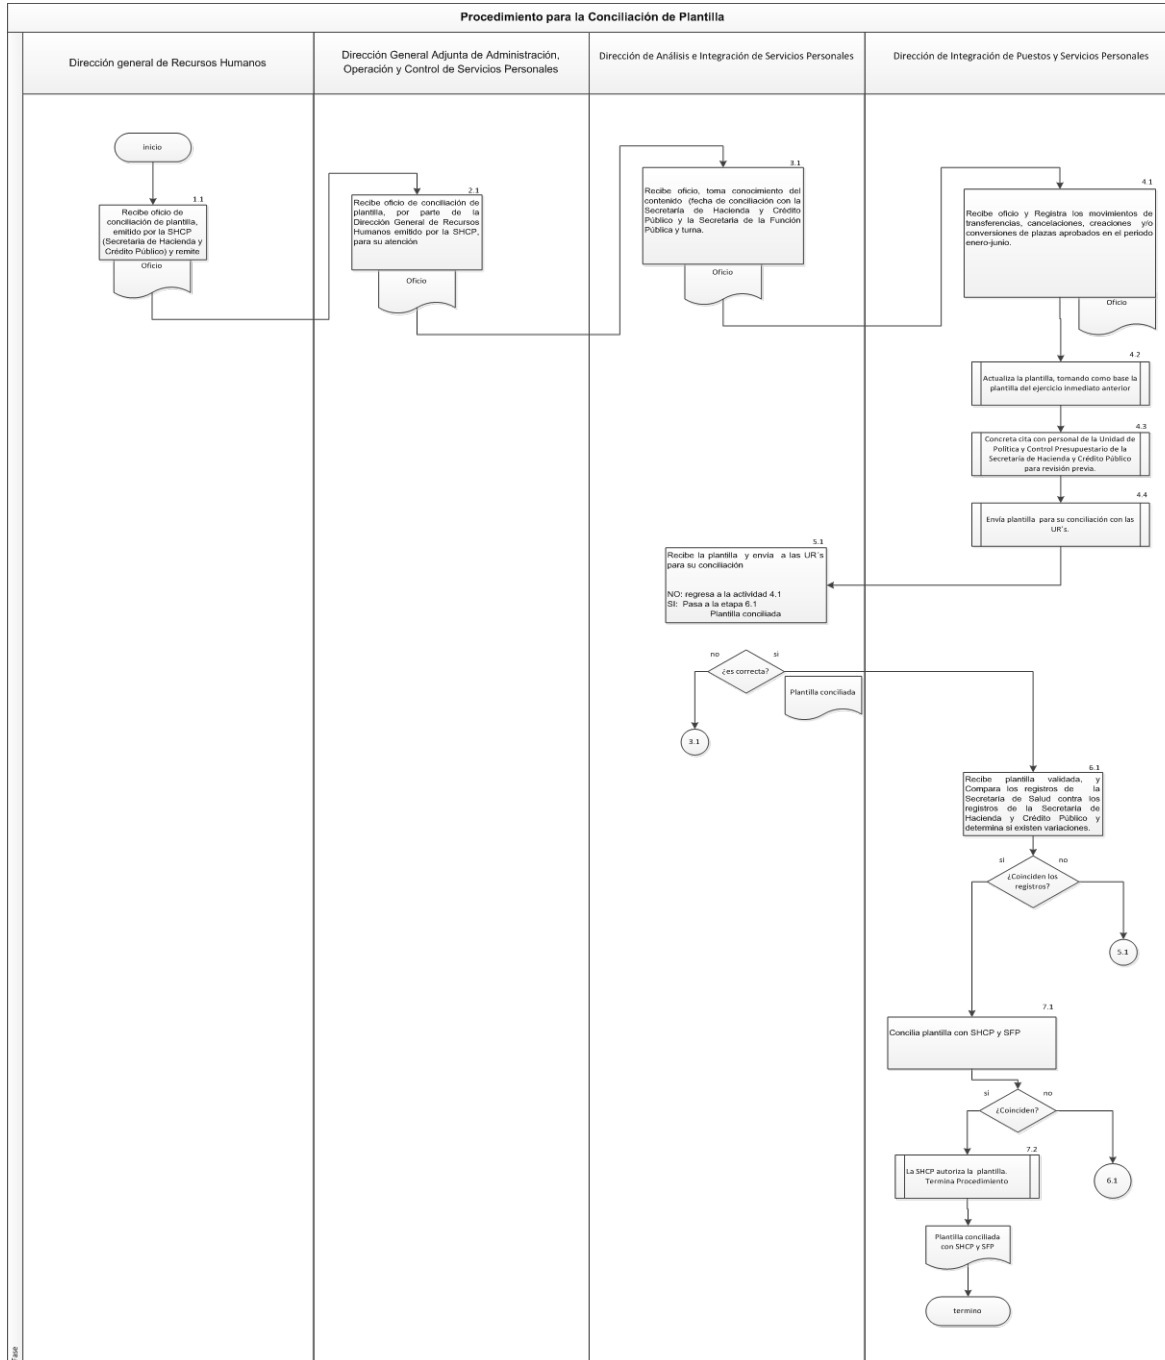 Procedimiento para la Conciliación de Plantilla
Dirección general de Recursos Humanos
Dirección General Adjunta de Administración,
Operación y Control de Servicios Personales
Dirección de Análisis e Integración de Servicios Personales
Dirección de Integración de Puestos y Servicios Personales
inicio
1.1
Recibe oficio de
conciliación de plantilla,
emitido por la SHCP
(Secretaria de Hacienda y
Crédito Público) y remite
Oficio
2.1
Recibe oficio de conciliación de
plantilla, por parte de la
Dirección General de Recursos
Humanos emitido por la SHCP,
para su atención
Oficio
3.1
Recibe oficio, toma conocimiento del
contenido (fecha de conciliación con la
Secretaría de Hacienda y Crédito
Público y la Secretaria de la Función
Pública y turna.
Oficio
4.1
Recibe oficio y Registra los movimientos de
transferencias, cancelaciones, creaciones y/o
conversiones de plazas aprobados en el periodo
enero-junio.
Oficio
4.2
Actualiza la plantilla, tomando como base la
plantilla del ejercicio inmediato anterior
4.3
Concreta cita con personal de la Unidad de
Política y Control Presupuestario de la
Secretaría de Hacienda y Crédito Público
para revisión previa.
4.4
Envía plantilla para su conciliación con las
UR´s.
5.1
Recibe la plantilla y envía a las UR´s
para su conciliación
NO: regresa a la actividad 4.1
SI: Pasa a la etapa 6.1
Plantilla conciliada
no
si
¿es correcta?
Plantilla conciliada
3.1
6.1
Recibe plantilla validada, y
Compara los registros de la
Secretaría de Salud contra los
registros de la Secretaría de
Hacienda y Crédito Público y
determina si existen variaciones.
si
no
¿Coinciden los
registros?
5.1
7.1
Concilia plantilla con SHCP y SFP
si
no
¿Coinciden?
7.2
La SHCP autoriza la plantilla.
Termina Procedimiento
6.1
Plantilla conciliada
con SHCP y SFP
termino
Fase